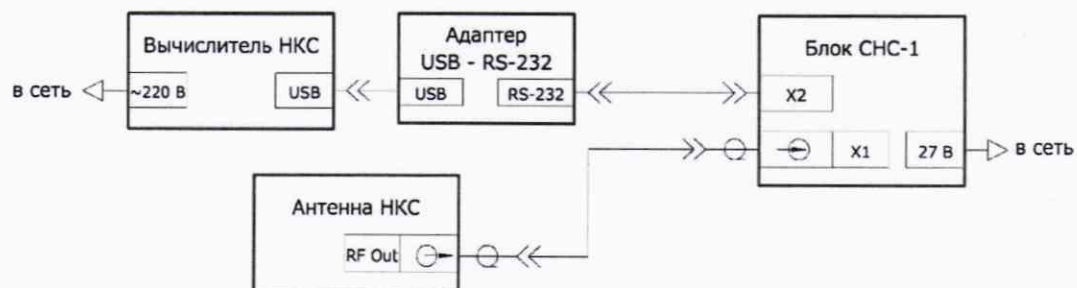 Вычислитель НКС
Адаптер
USB - RS-232
Блок СНС-1
в сеть
~220 В
USB
USB
RS-232
X2
X1
27 В
в сеть
Антенна НКС
RF Out